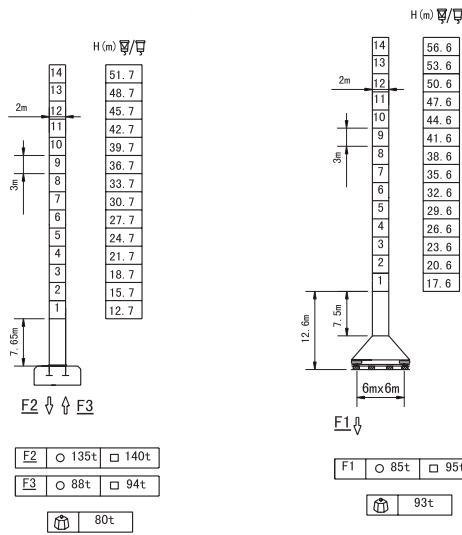 H(m)
14 51.7
13 48.7
2m 12 45.7
11 42.7
10 39.7
3m 9 36.7
8 33.7
7 30.7
6 27.7
5 24.7
4 21.7
3 18.7
2 15.7
1 12.7
7.65m
F2 F3
F2 135t 140t
F3 88t 94t
80t
H(m)
14 56.6
13 53.6
2m 12 50.6
11 47.6
10 44.6
3m 9 41.6
8 38.6
7 35.6
6 32.6
5 29.6
4 26.6
3 23.6
2 20.6
1 17.6
12.6m 7.5m
6mx6m
F1
F1 85t 95t
93t